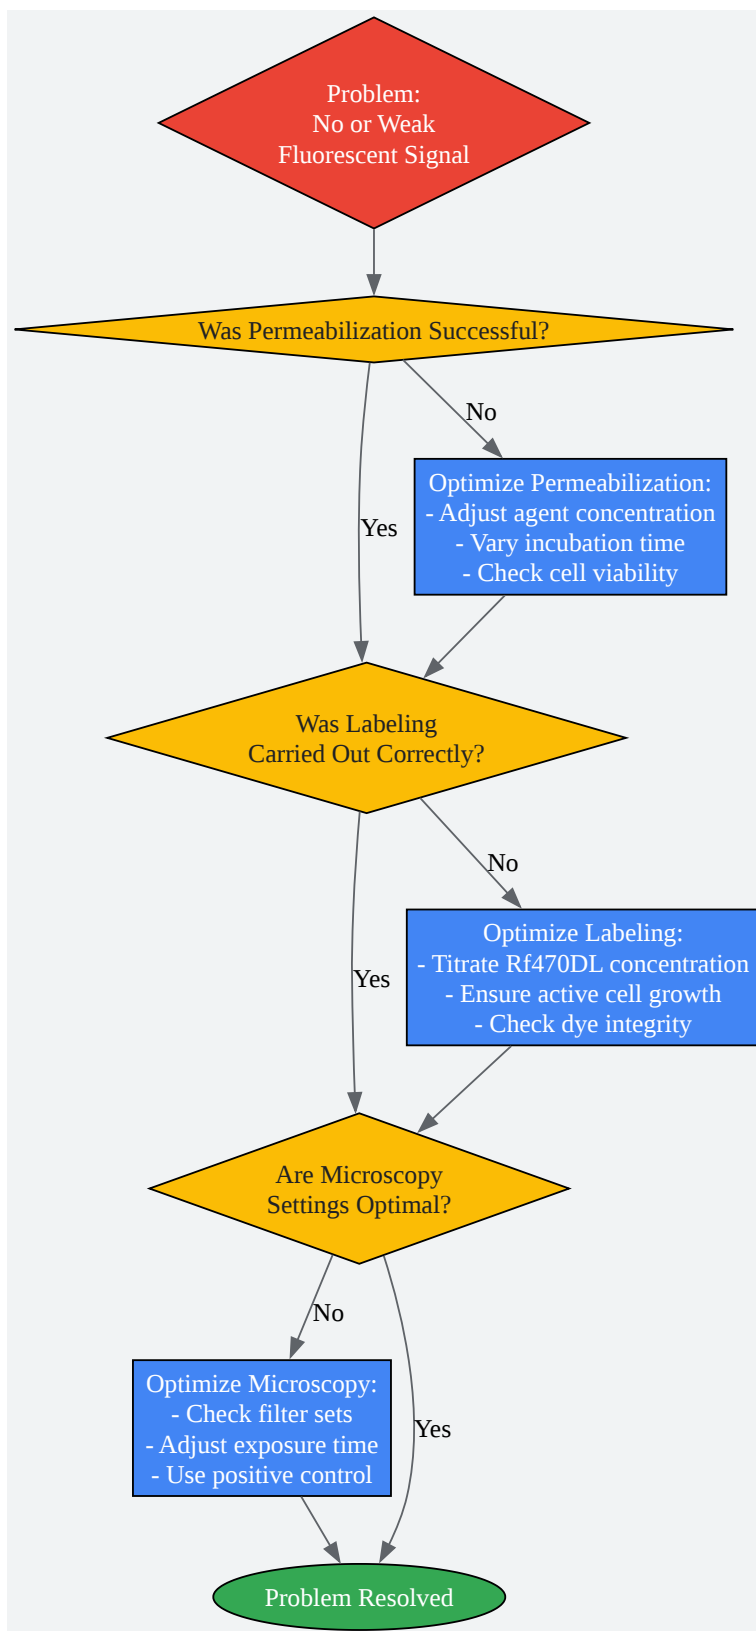 Problem:
No or Weak
Fluorescent Signal
Was Permeabilization Successful?
No
Optimize Permeabilization:
- Adjust agent concentration
- Vary incubation time
- Check cell viability
Yes
Was Labeling
Carried Out Correctly?
No
Optimize Labeling:
- Titrate Rf470DL concentration
- Ensure active cell growth
- Check dye integrity
Yes
Are Microscopy
Settings Optimal?
No
Optimize Microscopy:
- Check filter sets
- Adjust exposure time
- Use positive control
Yes
Problem Resolved